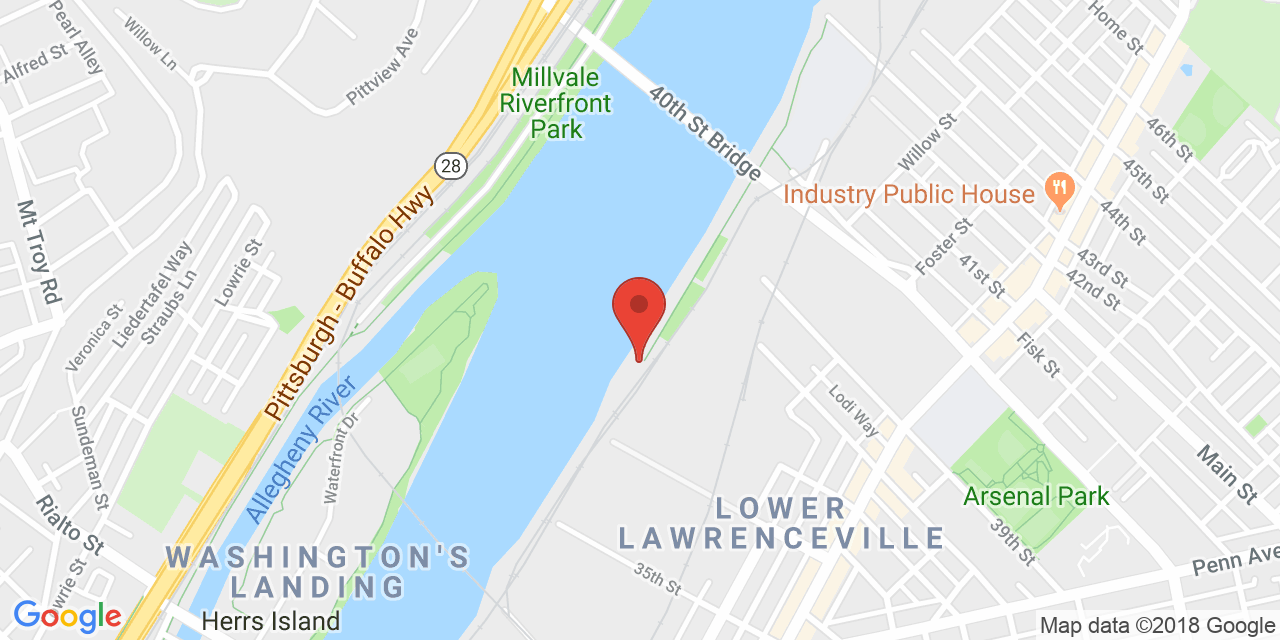 Pearl Alley
Willow Ln
Alfred St
Pittview Ave
Home St
Millvale
Riverfront
Park
40th St Bridge
Willow St
46th St
45th St
28
Industry Public House
44th St
Mt Troy Rd
Pittsburgh - Buffalo Hwy
Lowrie St
Liedertafel Way
Straubs Ln
Foster St
41st St
43rd St
42nd St
Veronica St
Fisk St
Allegheny River
Lodi Way
Sundeman St
Waterfront Dr
Main St
Arsenal Park
Rialto St
LOWER
LAWRENCEVILLE
39th St
WASHINGTON'S
LANDING
35th St
Penn Ave
Herrs Island
Google
Map data ©2018 Google